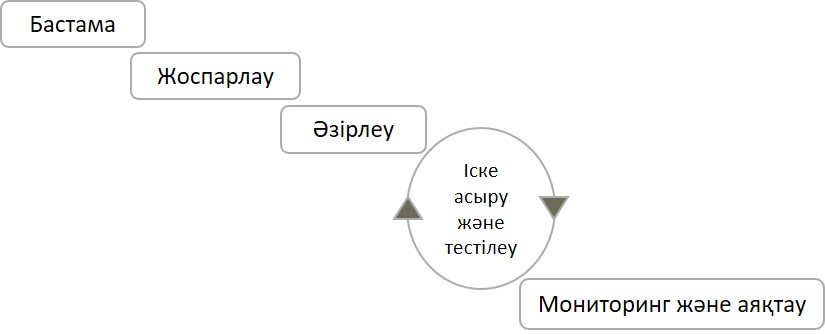 Бастама
Жоспарлау
Әзірлеу
Іске
асыру
және
тестілеу
Мониторинг және аяқтау